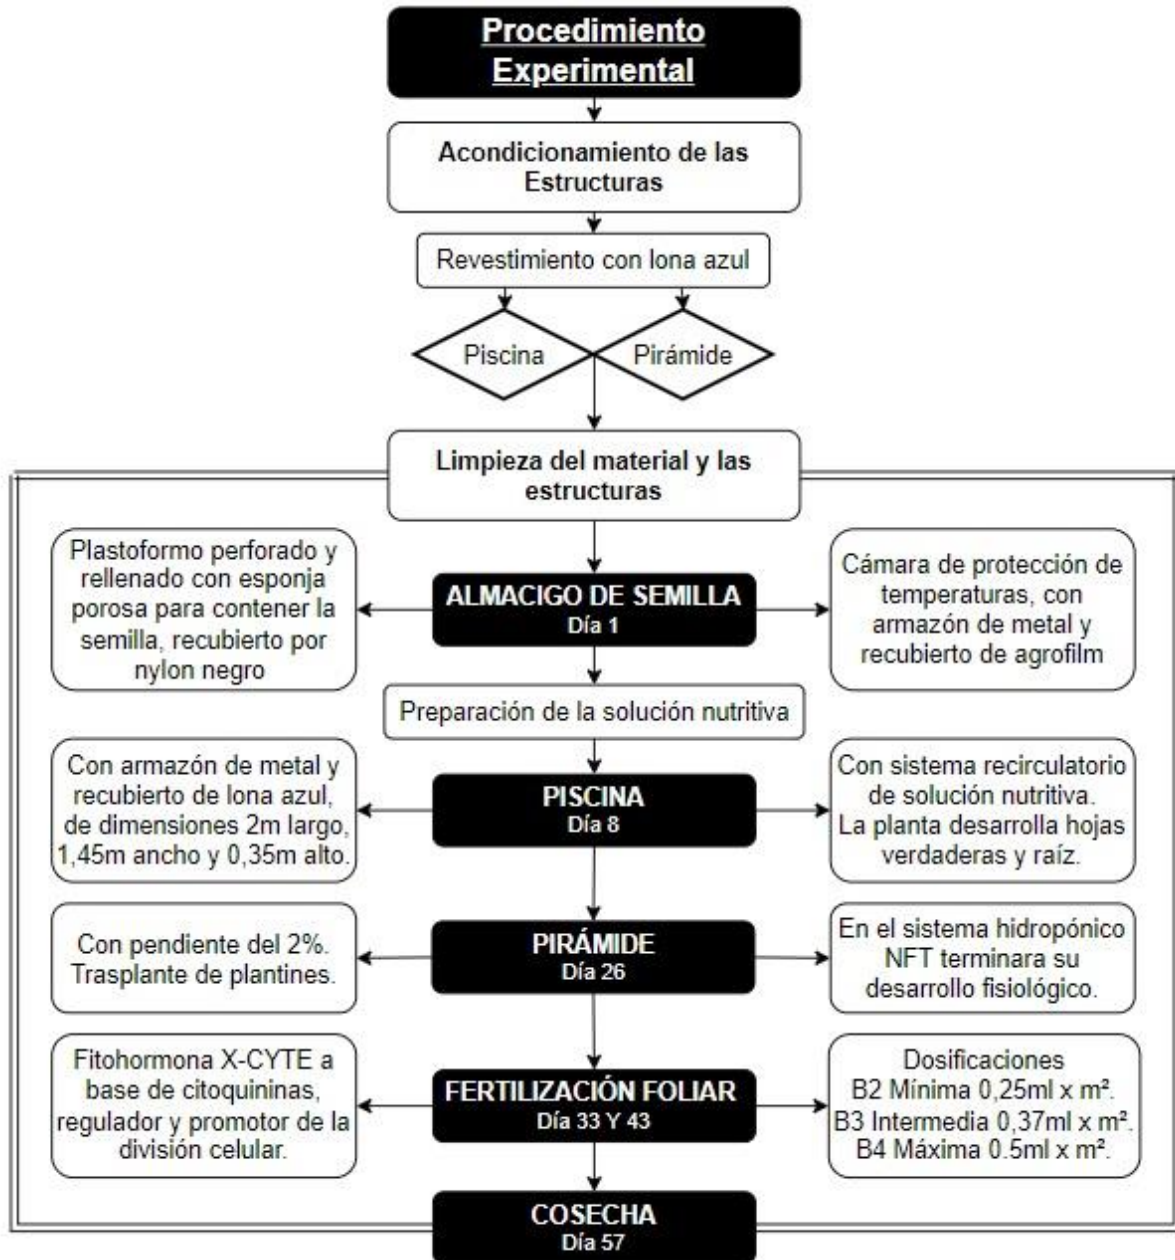 Procedimiento
Experimental
Acondicionamiento de las
Estructuras
Revestimiento con lona azul
Piscina
Pirámide
Limpieza del material y las
estructuras
Plastoformo perforado y
rellenado con esponja
porosa para contener la
semilla, recubierto por
nylon negro
ALMACIGO DE SEMILLA
Día 1
Cámara de protección de
temperaturas, con
armazón de metal y
recubierto de agrofilm
Preparación de la solución nutritiva
Con armazón de metal y
recubierto de lona azul,
de dimensiones 2m largo,
1,45m ancho y 0,35m alto.
PISCINA
Día 8
Con sistema recirculatorio
de solución nutritiva.
La planta desarrolla hojas
verdaderas y raíz.
Con pendiente del 2%.
Trasplante de plantines.
PIRÁMIDE
Día 26
En el sistema hidropónico
NFT terminara su
desarrollo fisiológico.
Fitohormona X-CYTE a
base de citoquininas,
regulador y promotor de la
división celular.
FERTILIZACIÓN FOLIAR
Día 33 Y 43
Dosificaciones
B2 Mínima 0,25ml x m².
B3 Intermedia 0,37ml x m².
B4 Máxima 0.5ml x m².
COSECHA
Día 57